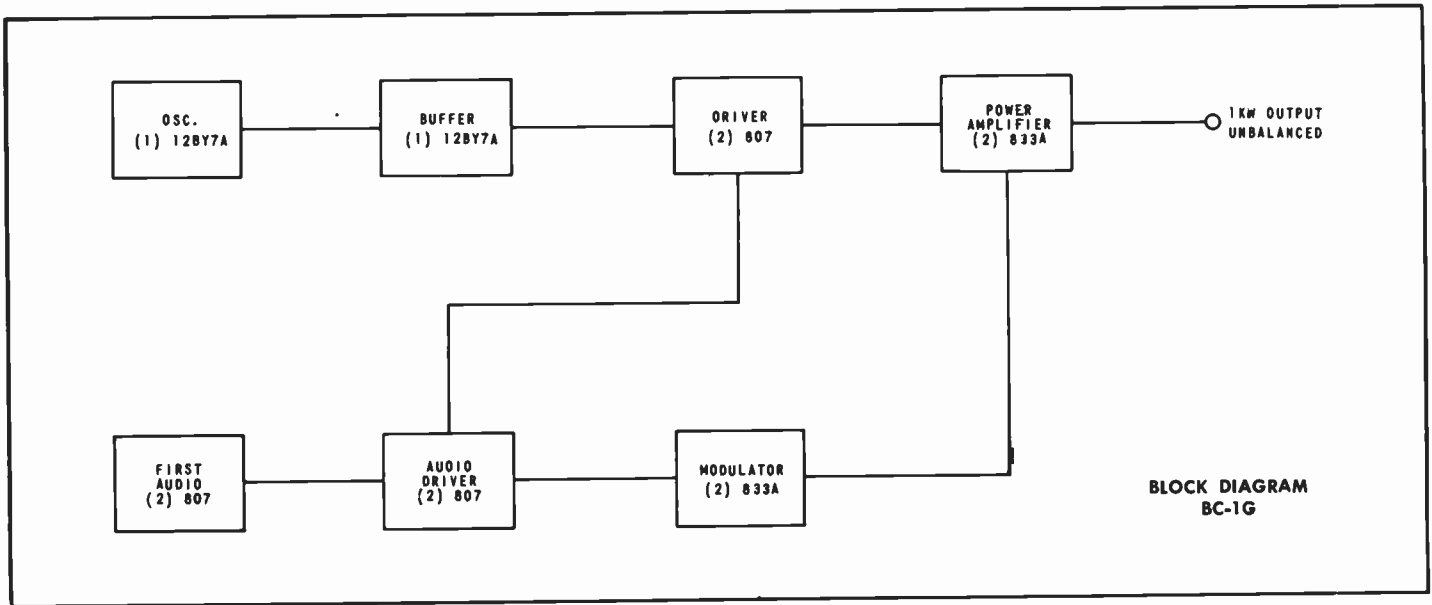 OSC.
(1) 12BY7A
BUFFER
(1) 12BY7A
DRIVER
(2) 807
POWER
AMPLIFIER
(2) 833A
1KW OUTPUT
UNBALANCED
FIRST
AUDIO
(2) 807
AUDIO
DRIVER
(2) 807
MODULATOR
(2) 833A
BLOCK DIAGRAM
BC-1G